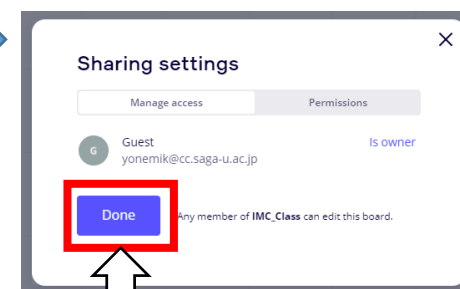 Sharing settings
Manage access Permissions
G Guest Is owner
yonemik@cc.saga-u.ac.jp
Done Any member of IMC_Class can edit this board.